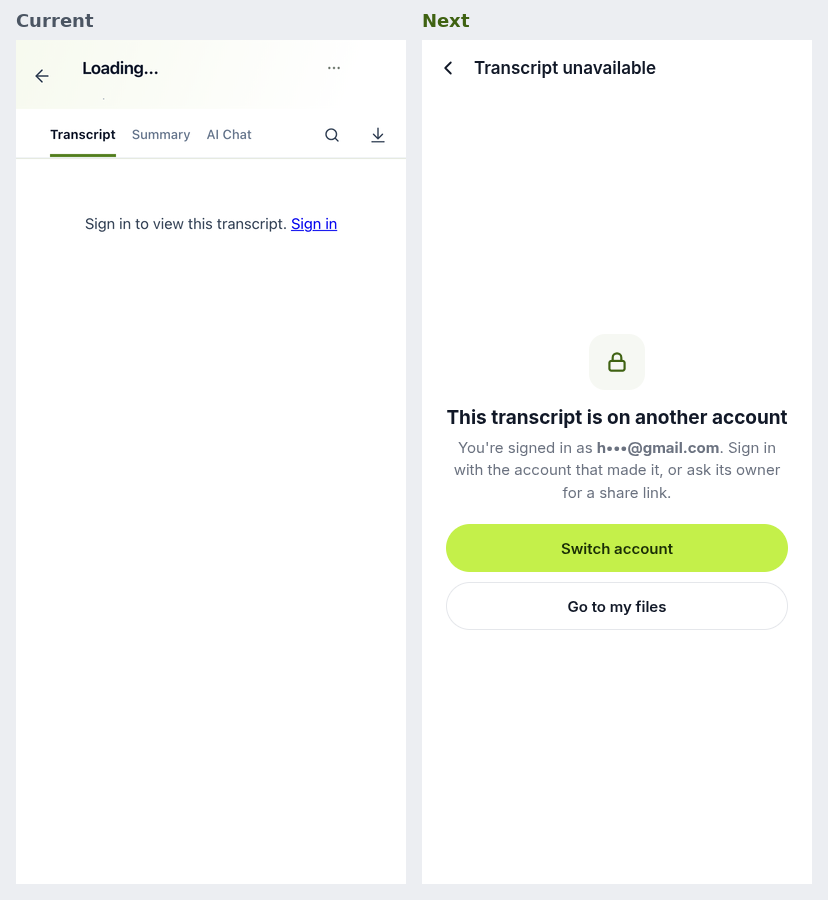 Current
Loading...
Transcript Summary AI Chat
Sign in to view this transcript. Sign in
Next
Transcript unavailable
This transcript is on another account
You're signed in as h•••@gmail.com. Sign in
with the account that made it, or ask its owner
for a share link.
Switch account
Go to my files